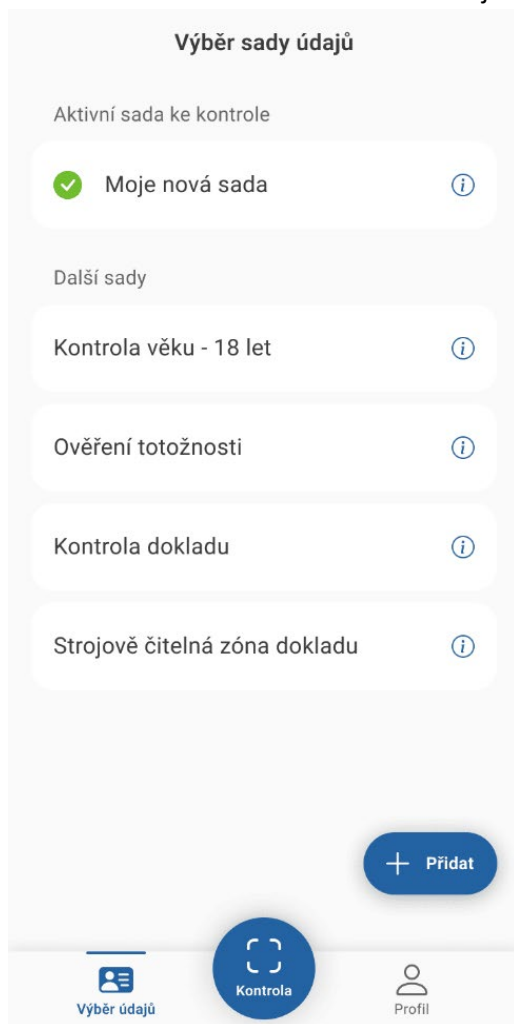 Výběr sady údajů
Aktivní sada ke kontrole
Moje nová sada
Další sady
Kontrola věku - 18 let
Ověření totožnosti
Kontrola dokladu
Strojově čitelná zóna dokladu
Přidat
Výběr údajů
Kontrola
Profil